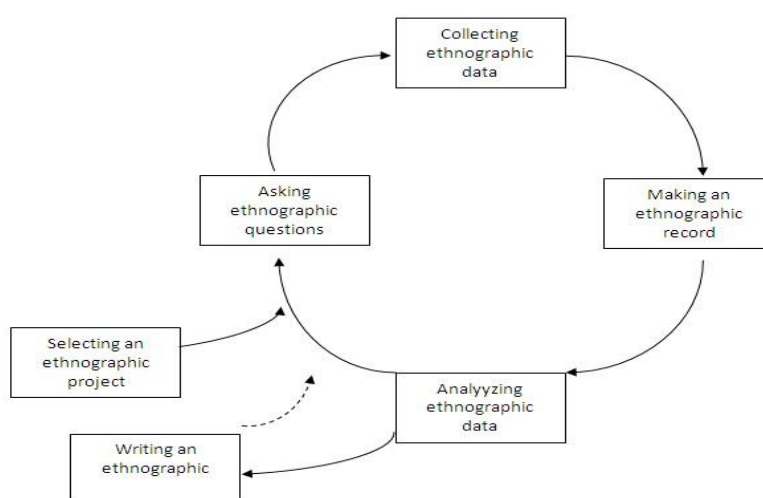 Collecting
ethnographic
data
Asking
ethnographic
questions
Making an
ethnographic
record
Selecting an
ethnographic
project
Analyyzing
ethnographic
data
Writing an
ethnographic